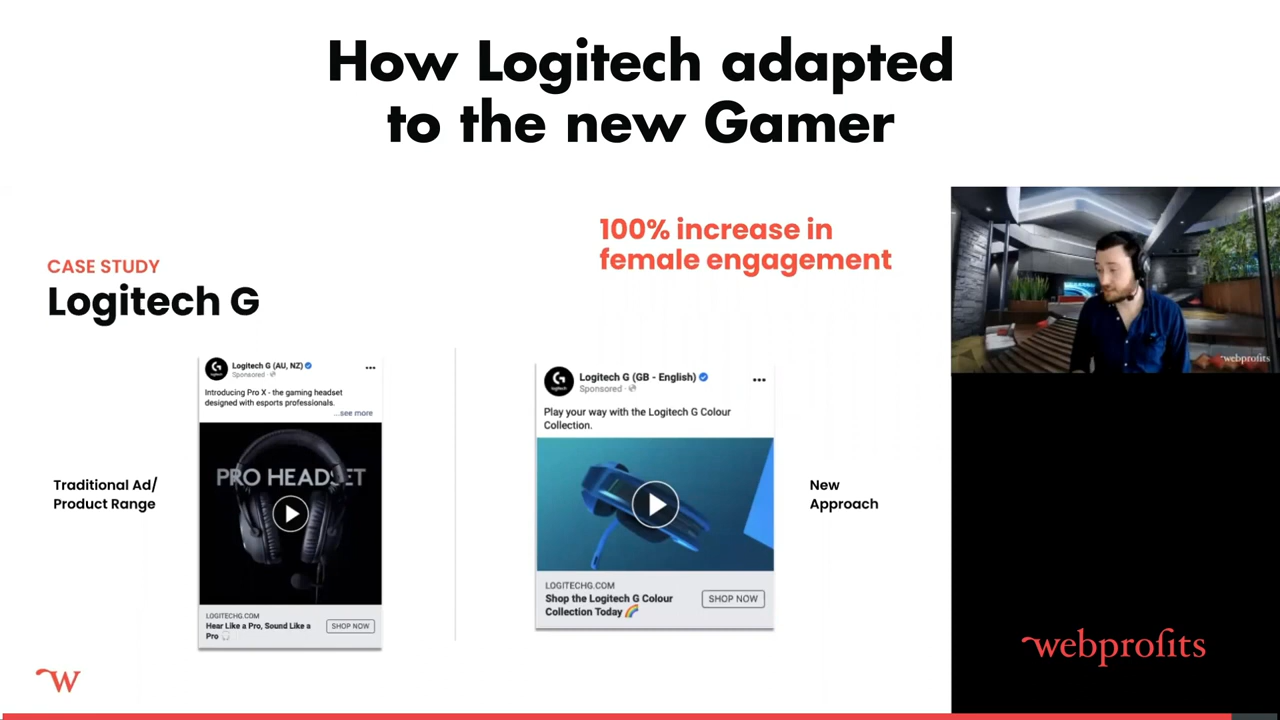 How Logitech adapted
to the new Gamer
CASE STUDY
Logitech G
100% increase in
female engagement
Traditional Ad/
Product Range
Logitech G (AU, NZ)
Sponsored ·
Introducing Pro X - the gaming headset
designed with esports professionals.
...see more
PRO HEADSET
LOGITECHG.COM
Hear Like a Pro, Sound Like a
Pro
SHOP NOW
logitech
Logitech G (GB - English)
Sponsored ·
Play your way with the Logitech G Colour
Collection.
LOGITECHG.COM
Shop the Logitech G Colour
Collection Today 🌈
SHOP NOW
New
Approach
webprofits
webprofits
w